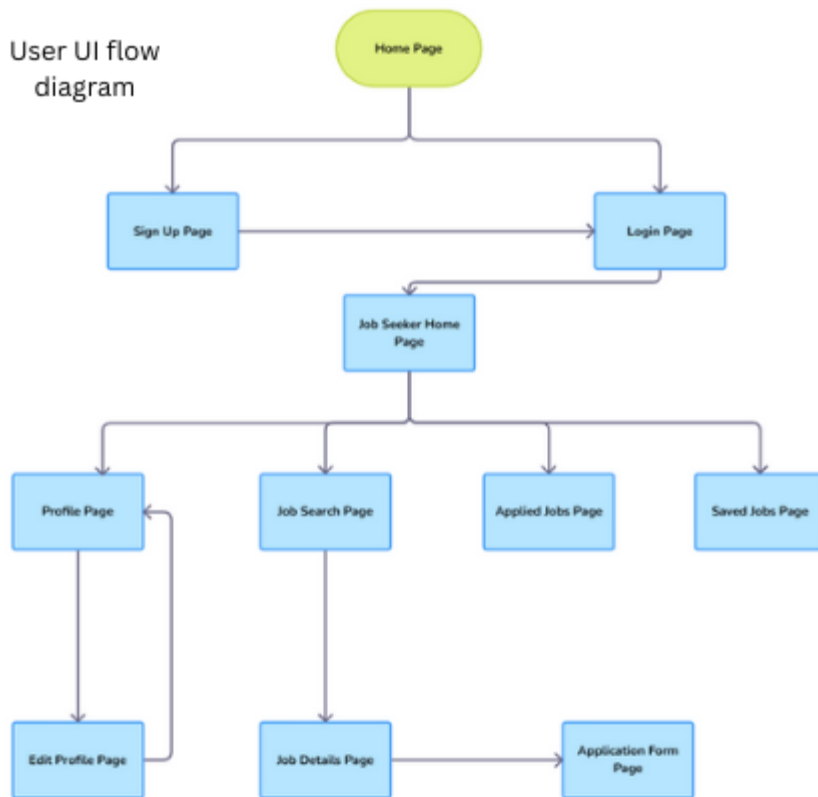 User UI flow
diagram
Home Page
Sign Up Page
Login Page
Job Seeker Home
Page
Profile Page
Job Search Page
Applied Jobs Page
Saved Jobs Page
Edit Profile Page
Job Details Page
Application Form
Page